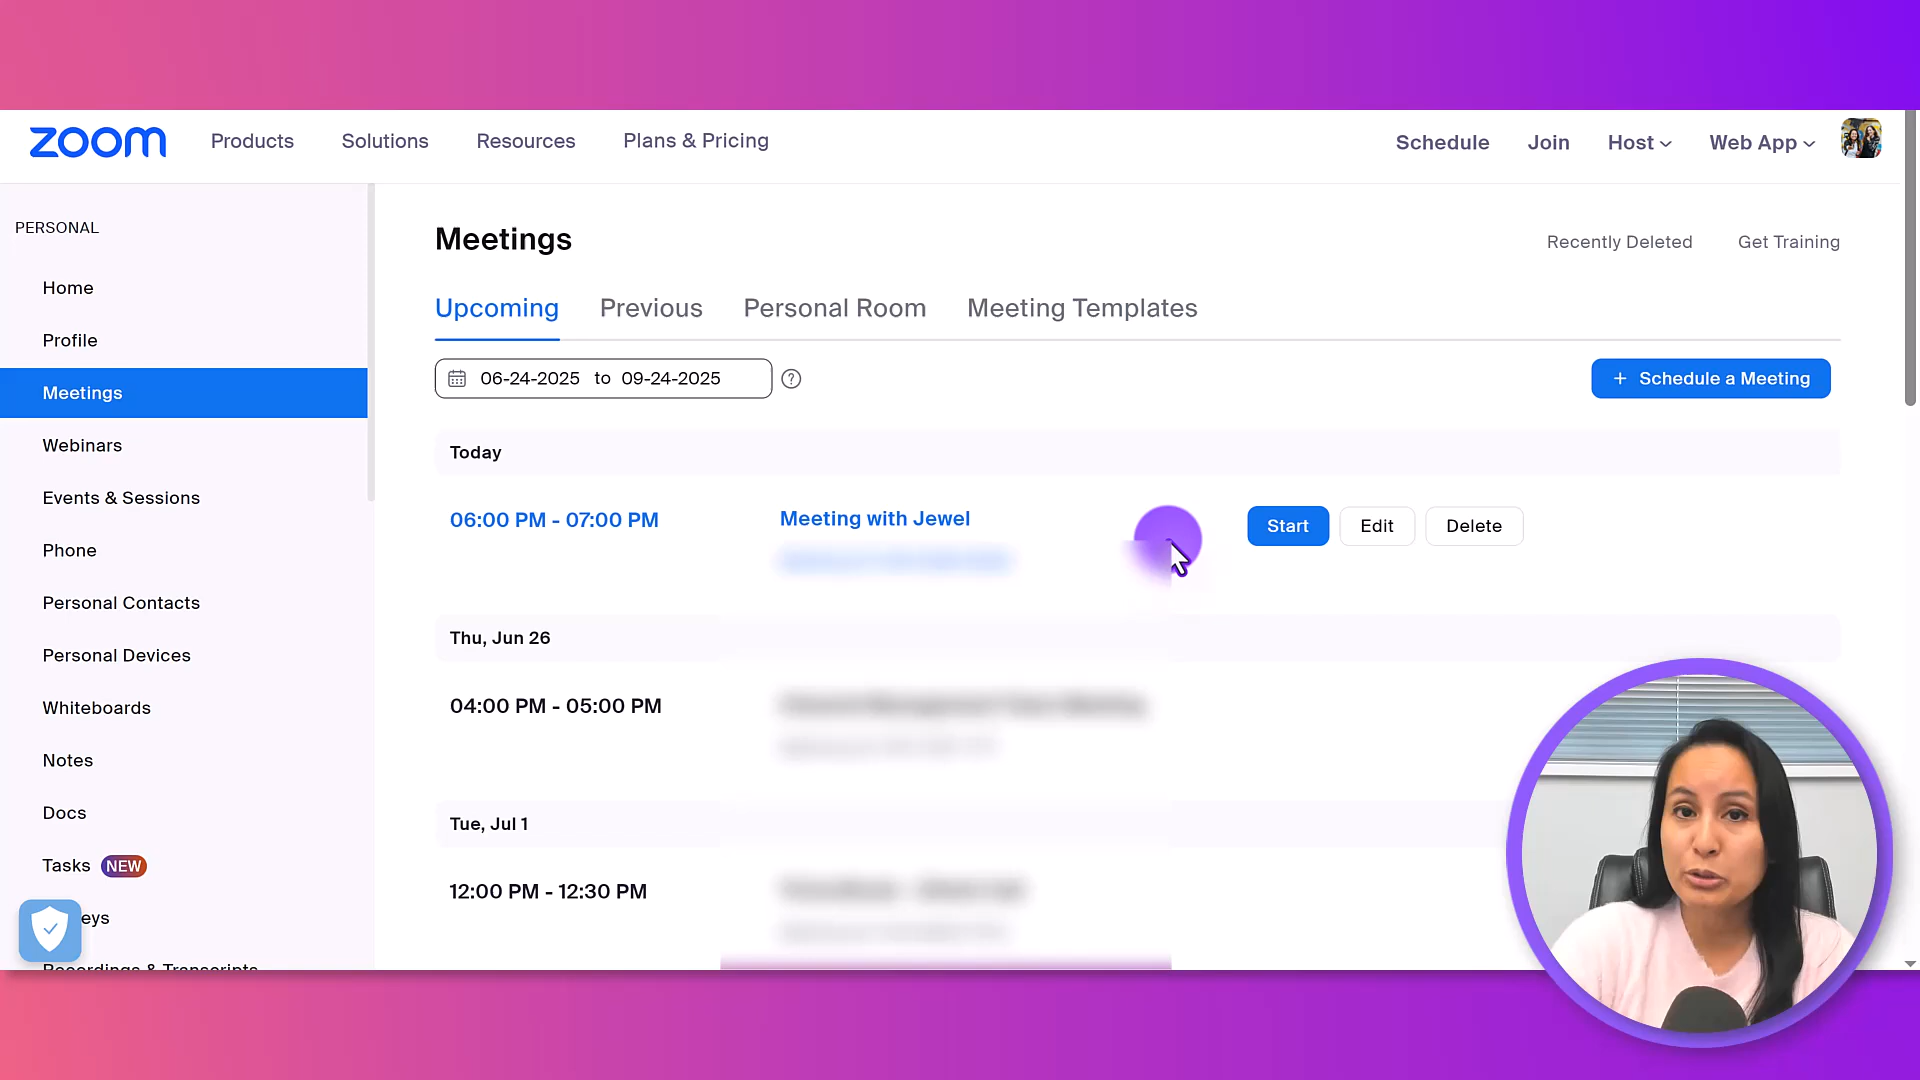 zoom Products Solutions Resources Plans & Pricing Schedule Join Host Web App
PERSONAL
Home
Profile
Meetings
Webinars
Events & Sessions
Phone
Personal Contacts
Personal Devices
Whiteboards
Notes
Docs
Tasks NEW
eys
Recordings & Transcripts
Meetings
Recently Deleted Get Training
Upcoming Previous Personal Room Meeting Templates
06-24-2025 to 09-24-2025 ?
+ Schedule a Meeting
Today
06:00 PM - 07:00 PM Meeting with Jewel Start Edit Delete
Thu, Jun 26
04:00 PM - 05:00 PM
Tue, Jul 1
12:00 PM - 12:30 PM